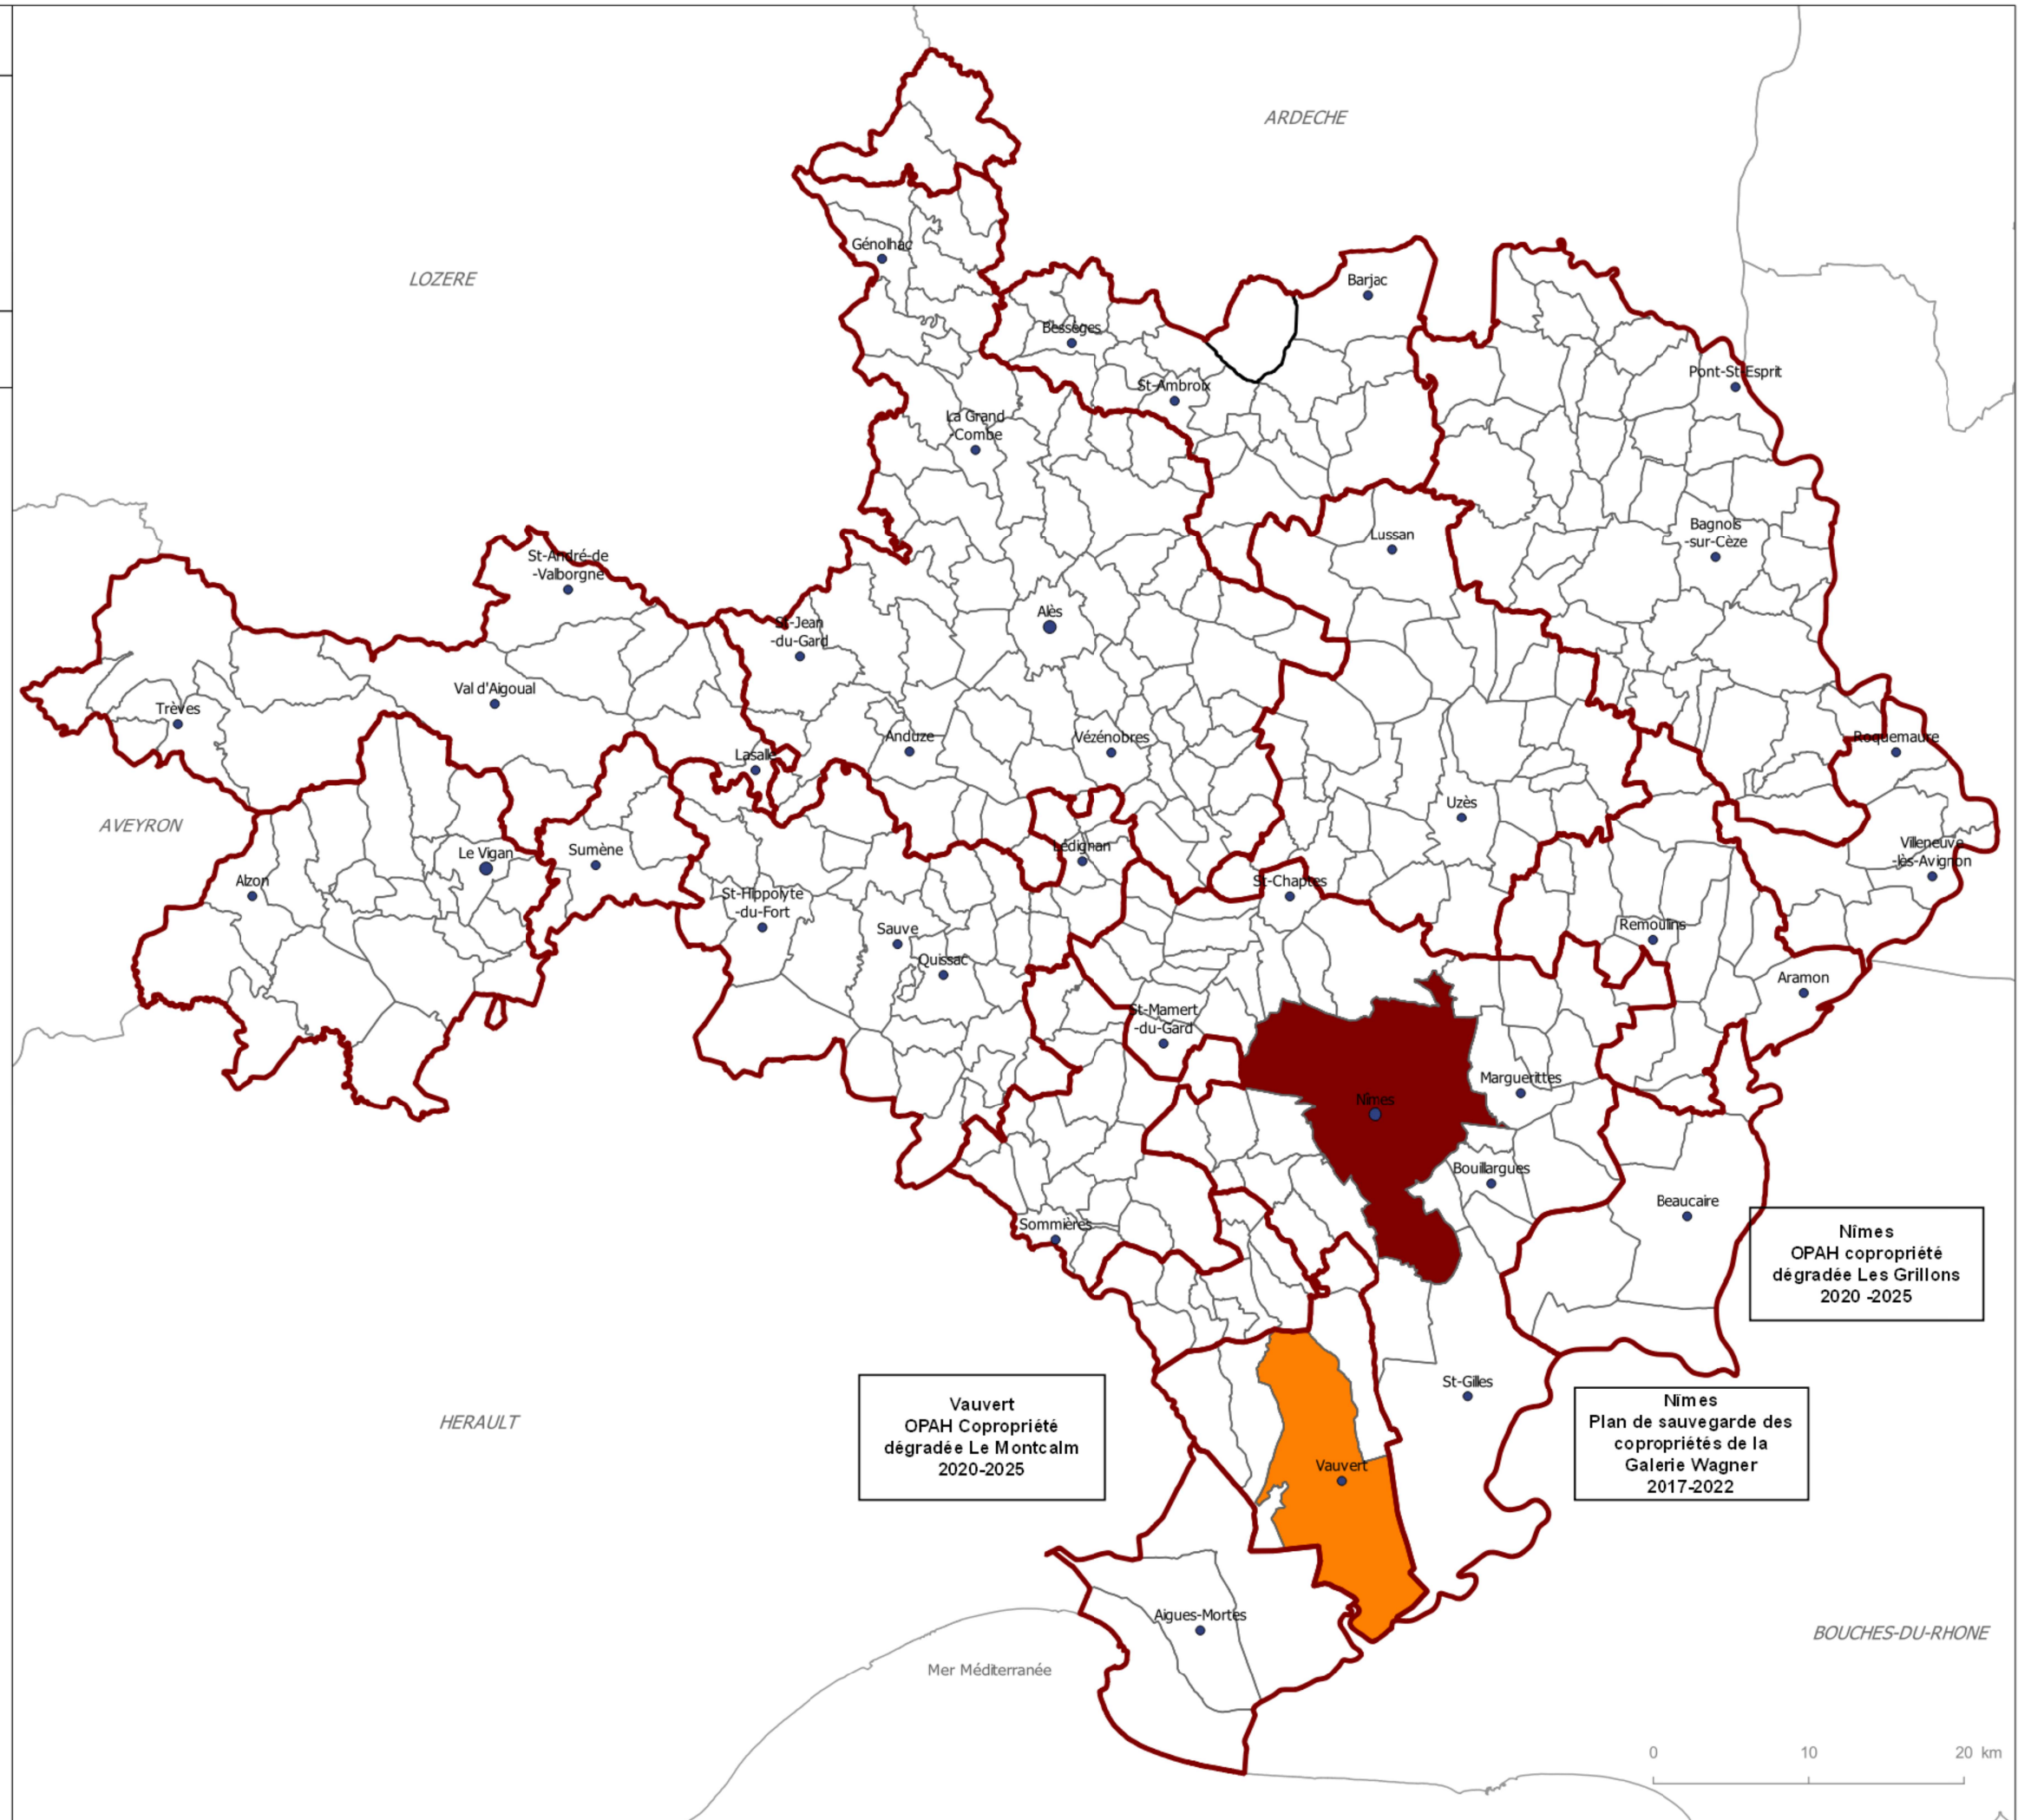 ARDECHE
LOZERE
Génolhac
Barjac
Bessèges
Pont-St-Esprit
St-Ambroix
La Grand
-Combe
Bagnols
-sur-Cèze
Lussan
St-André-de
-Valborgne
Alès
St-Jean
-du-Gard
Val d'Aigoual
Trèves
Anduze
Vézénobres
Roquemaure
Lasalle
Uzès
AVEYRON
Villeneuve
-lès-Avignon
Le Vigan
Sumène
Lédignan
Alzon
St-Chaptes
St-Hippolyte
-du-Fort
Sauve
Remoulins
Quissac
Aramon
St-Mamert
-du-Gard
Marguerittes
Nîmes
Bouillargues
Beaucaire
Sommières
Nîmes
OPAH copropriété
dégradée Les Grillons
2020 -2025
St-Gilles
Vauvert
OPAH Copropriété
dégradée Le Montcalm
2020-2025
Nîmes
Plan de sauvegarde des
copropriétés de la
Galerie Wagner
2017-2022
HERAULT
Vauvert
Aigues-Mortes
BOUCHES-DU-RHONE
Mer Méditerranée
0 10 20 km